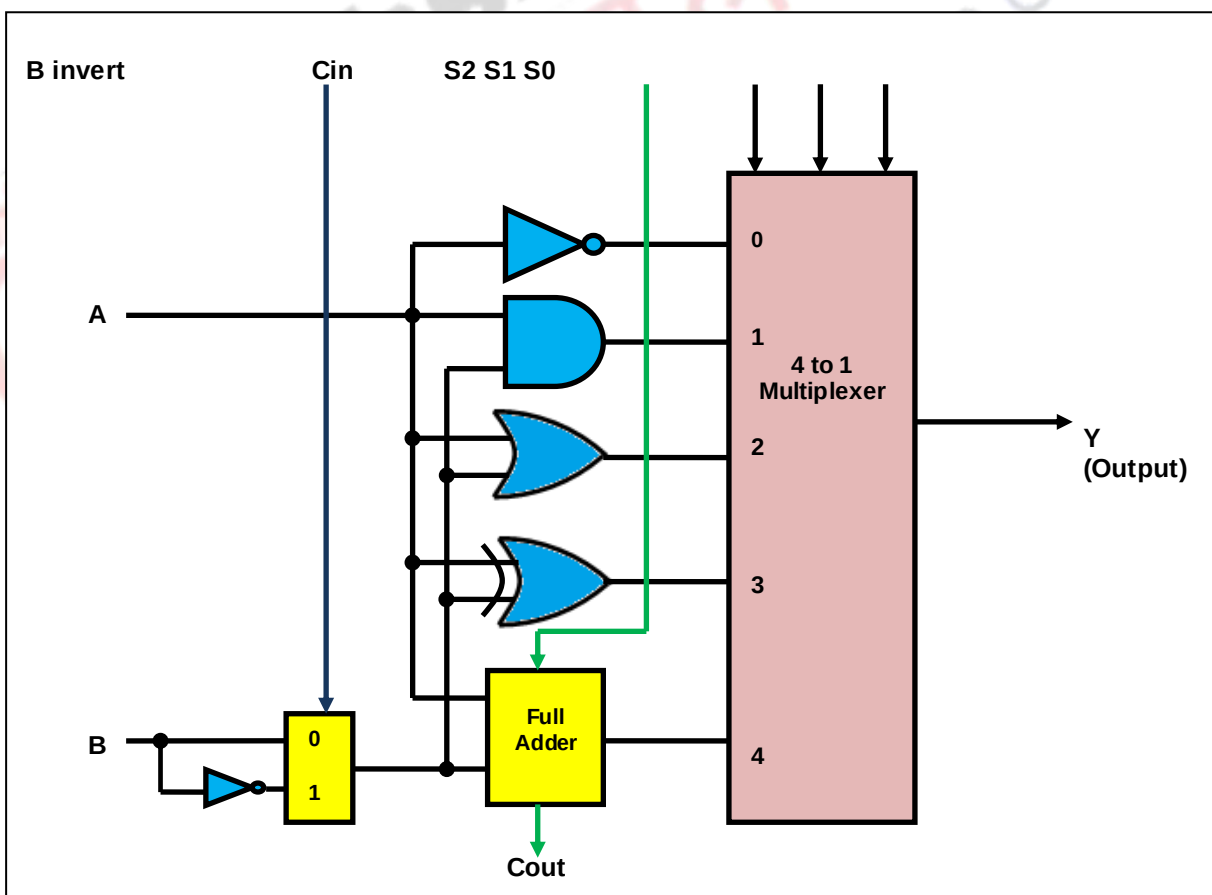 B invert Cin S2 S1 S0
0
A
1
4 to 1
Multiplexer
2
Y
(Output)
3
Full
Adder
B
0
4
1
Cout